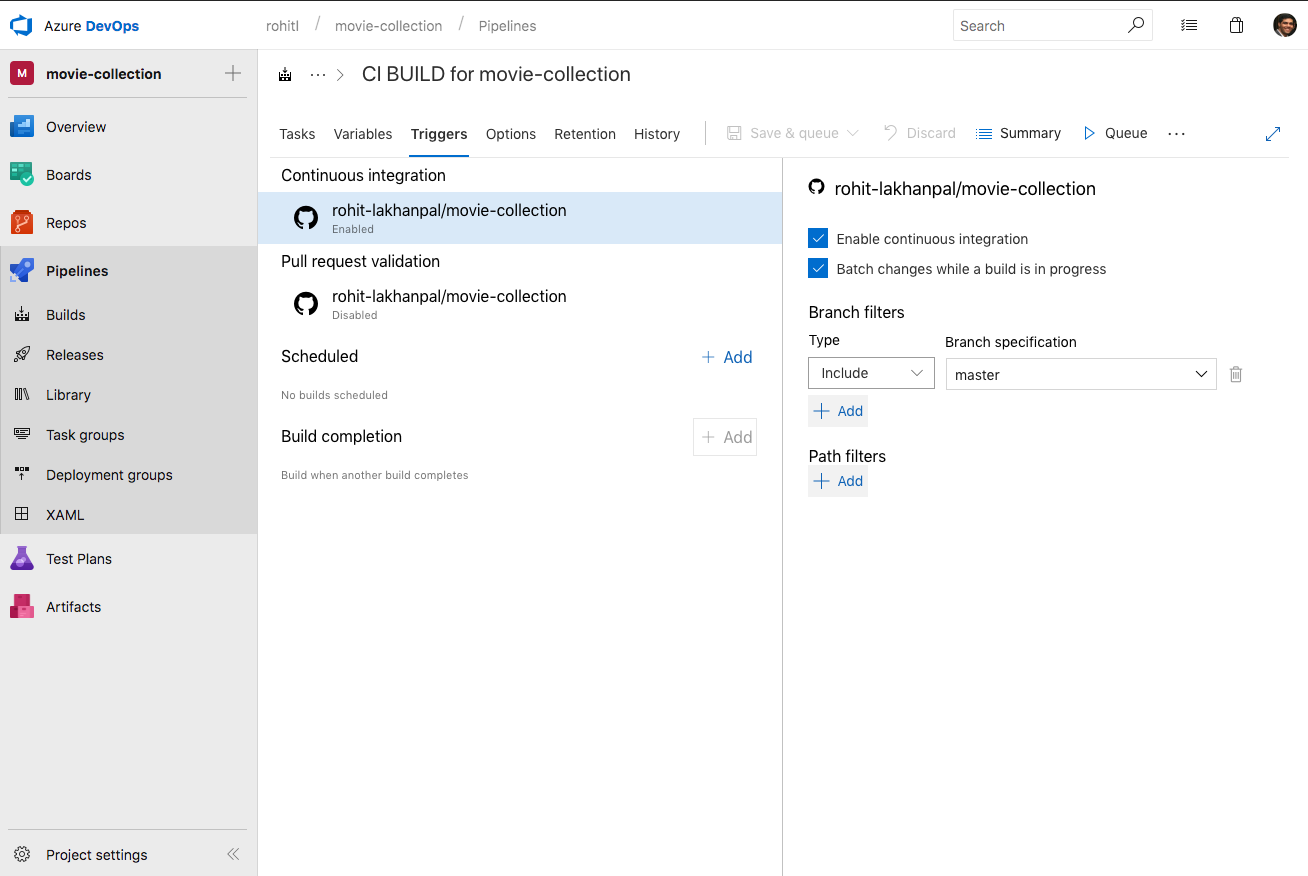 Azure DevOps
rohitl / movie-collection / Pipelines
Search
M movie-collection
Overview
Boards
Repos
Pipelines
Builds
Releases
Library
Task groups
Deployment groups
XAML
Test Plans
Artifacts
Project settings
··· > CI BUILD for movie-collection
Tasks Variables Triggers Options Retention History Save & queue Discard Summary Queue ···
Continuous integration
rohit-lakhanpal/movie-collection
Enabled
Pull request validation
rohit-lakhanpal/movie-collection
Disabled
Scheduled + Add
No builds scheduled
Build completion + Add
Build when another build completes
rohit-lakhanpal/movie-collection
Enable continuous integration
Batch changes while a build is in progress
Branch filters
Type Branch specification
Include master
+ Add
Path filters
+ Add